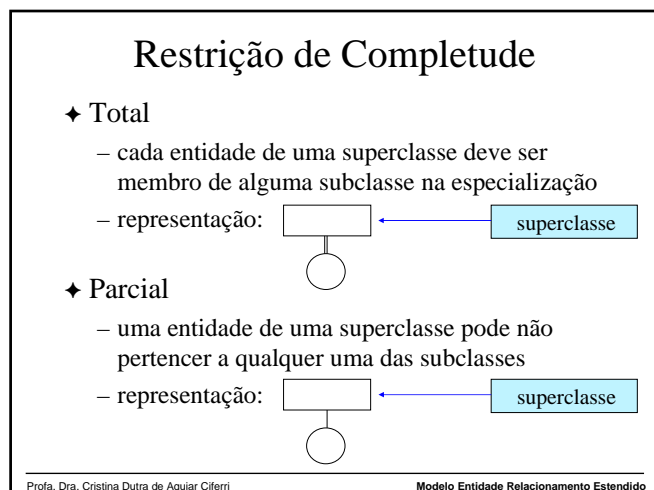 Restrição de Completude
✦ Total
– cada entidade de uma superclasse deve ser
membro de alguma subclasse na especialização
– representação:
superclasse
✦ Parcial
– uma entidade de uma superclasse pode não
pertencer a qualquer uma das subclasses
– representação:
superclasse
Profa. Dra. Cristina Dutra de Aguiar Ciferri
Modelo Entidade Relacionamento Estendido